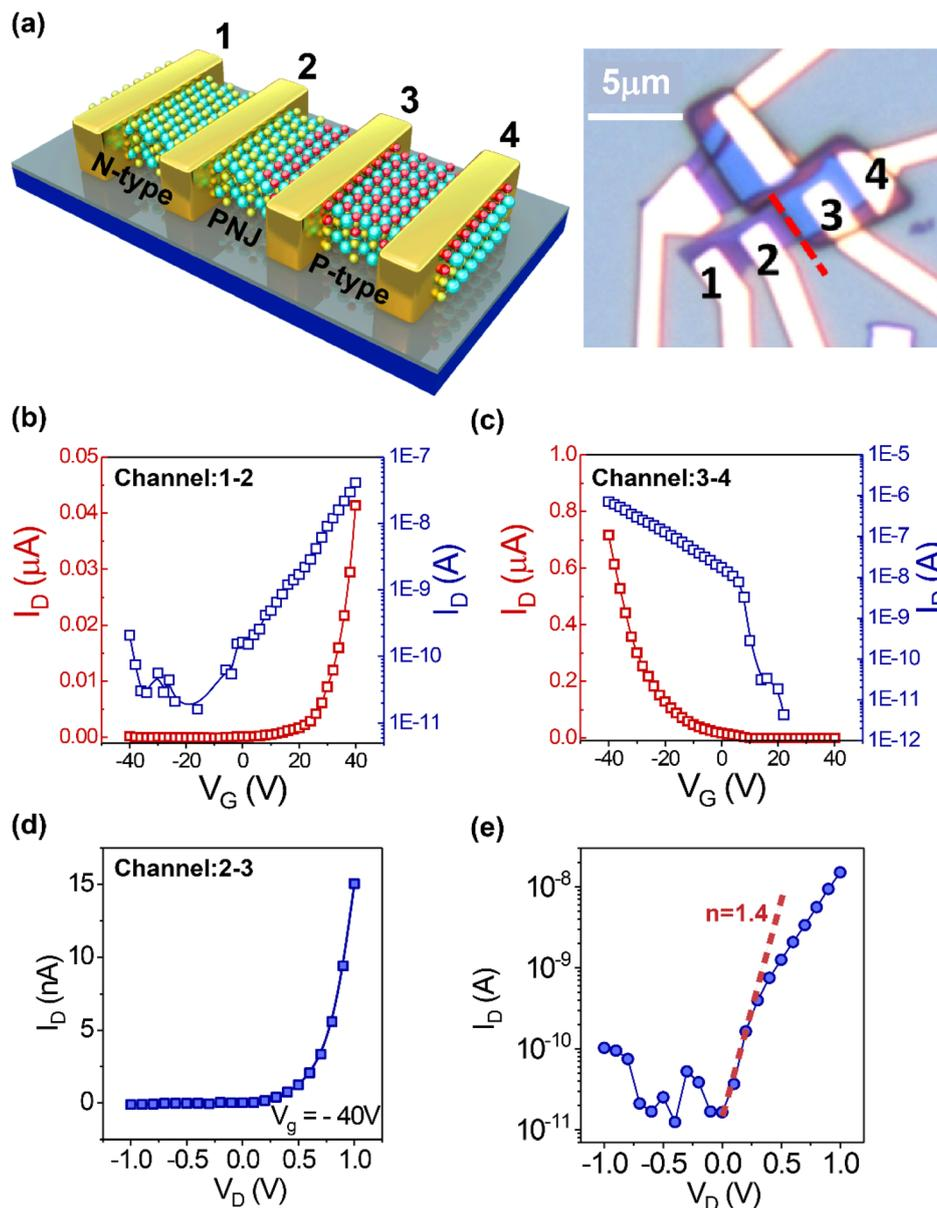 (a)
1
2
3
4
N-type
PNJ
P-type
5μm
1
2
3
4
(b)
Channel:1-2
0.05
0.04
0.03
0.02
0.01
0.00
I_D (μA)
1E-7
1E-8
1E-9
1E-10
1E-11
I_D (A)
-40 -20 0 20 40
V_G (V)
(c)
Channel:3-4
1.0
0.8
0.6
0.4
0.2
0.0
I_D (μA)
1E-5
1E-6
1E-7
1E-8
1E-9
1E-10
1E-11
1E-12
I_D (A)
-40 -20 0 20 40
V_G (V)
(d)
Channel:2-3
15
10
5
0
I_D (nA)
V_g = - 40V
-1.0 -0.5 0.0 0.5 1.0
V_D (V)
(e)
n=1.4
10^-8
10^-9
10^-10
10^-11
I_D (A)
-1.0 -0.5 0.0 0.5 1.0
V_D (V)